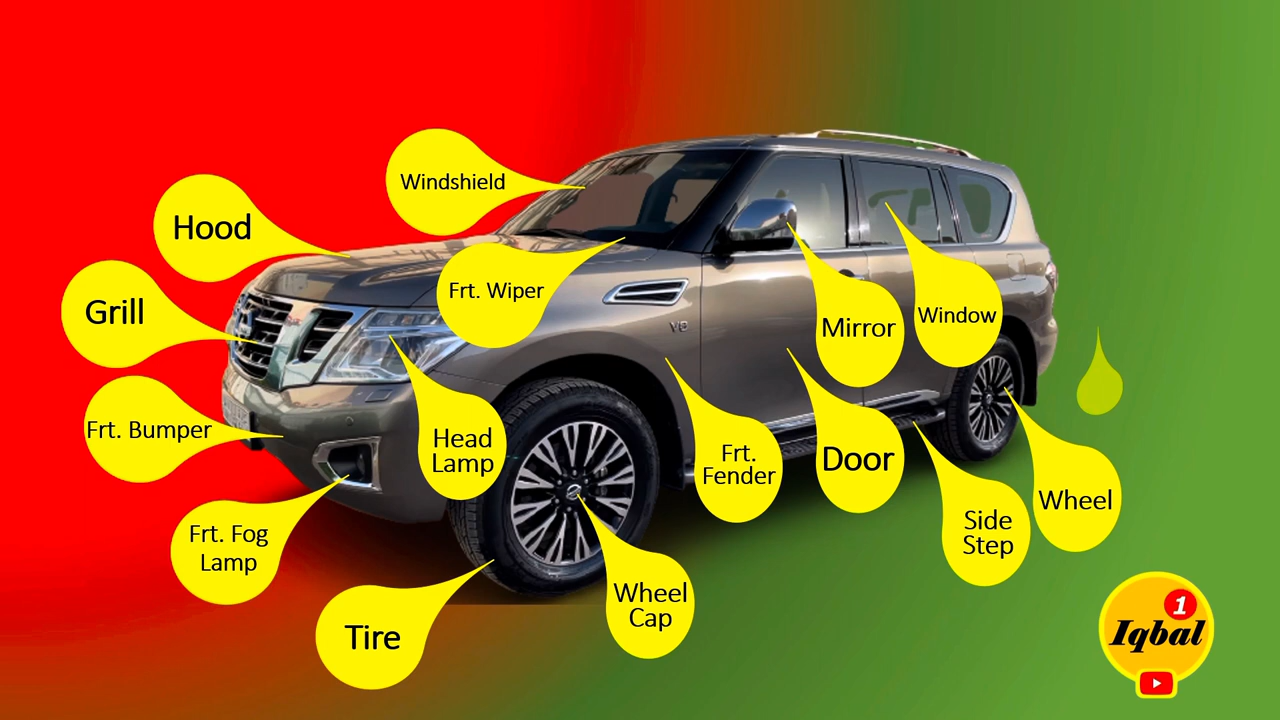 Windshield
Hood
Frt. Wiper
Grill
Mirror
Window
Frt. Bumper
Head
Lamp
Frt.
Fender
Door
Wheel
Side
Step
Frt. Fog
Lamp
Wheel
Cap
Tire
V8
1
Iqbal